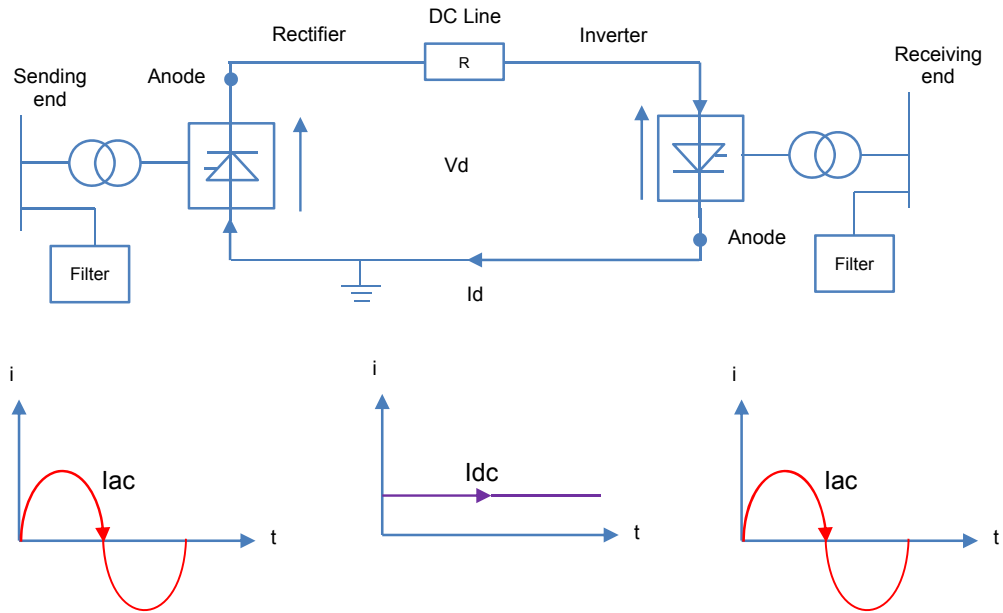 DC Line
Rectifier
Inverter
Receiving
end
Sending
end
Anode
R
Vd
Anode
Filter
Filter
Id
i
i
i
Iac
Idc
Iac
t
t
t